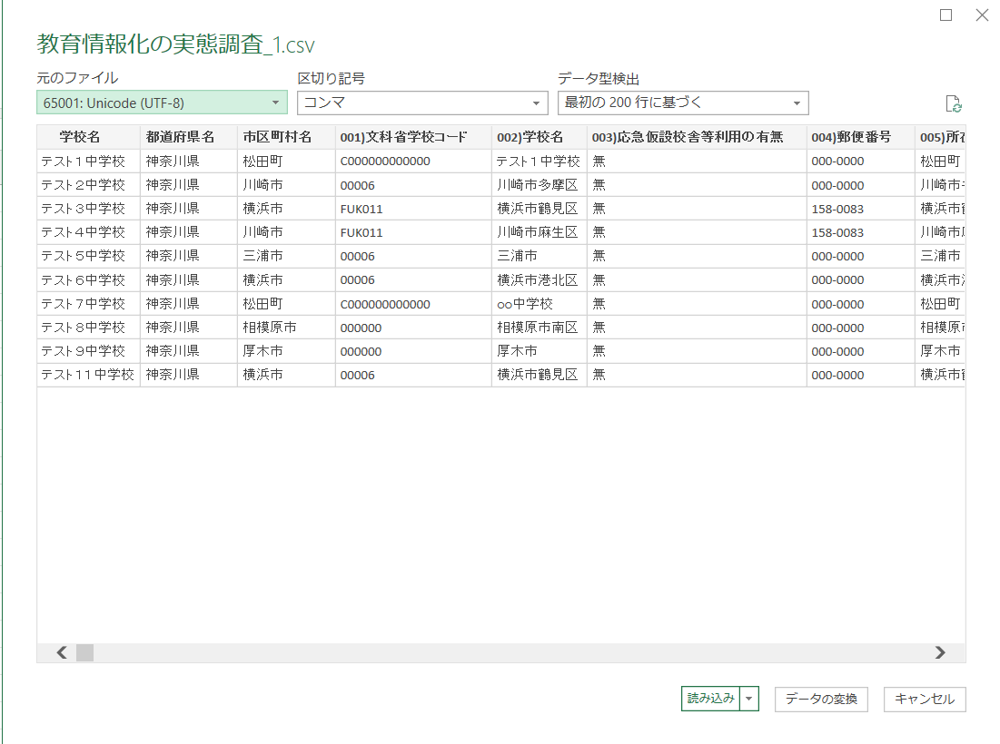 教育情報化の実態調査_1.csv
元のファイル 区切り記号 データ型検出
65001: Unicode (UTF-8) コンマ 最初の 200 行に基づく
学校名 都道府県名 市区町村名 001)文科省学校コード 002)学校名 003)応急仮設校舎等利用の有無 004)郵便番号 005)所在
テスト１中学校 神奈川県 松田町 C000000000000 テスト１中学校 無 000-0000 松田町
テスト２中学校 神奈川県 川崎市 00006 川崎市多摩区 無 000-0000 川崎市
テスト３中学校 神奈川県 横浜市 FUK011 横浜市鶴見区 無 158-0083 横浜市
テスト４中学校 神奈川県 川崎市 FUK011 川崎市麻生区 無 158-0083 川崎市
テスト５中学校 神奈川県 三浦市 00006 三浦市 無 000-0000 三浦市
テスト６中学校 神奈川県 横浜市 00006 横浜市港北区 無 000-0000 横浜市
テスト７中学校 神奈川県 松田町 C000000000000 ○○中学校 無 000-0000 松田町
テスト８中学校 神奈川県 相模原市 000000 相模原市南区 無 000-0000 相模原
テスト９中学校 神奈川県 厚木市 000000 厚木市 無 000-0000 厚木市
テスト１１中学校 神奈川県 横浜市 00006 横浜市鶴見区 無 000-0000 横浜市
読み込み データの変換 キャンセル